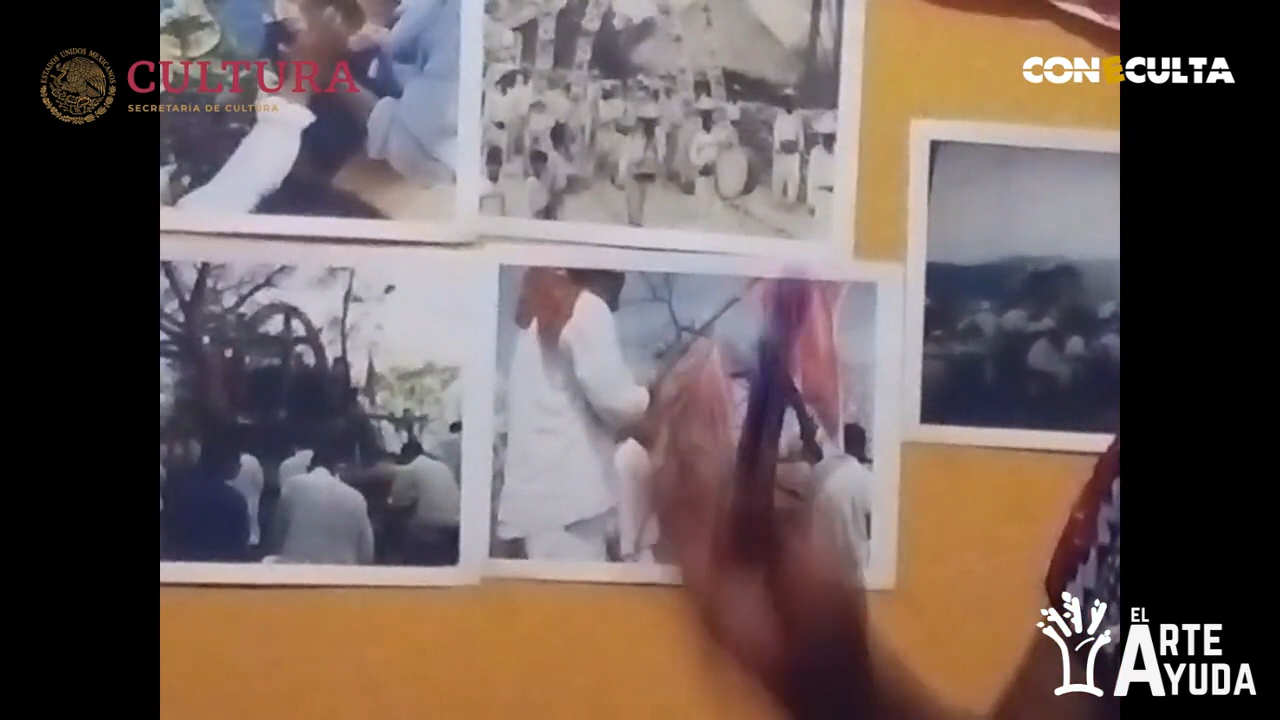 ESTADOS UNIDOS MEXICANOS
CULTURA
SECRETARÍA DE CULTURA
CONECULTA
EL
ARTE
AYUDA